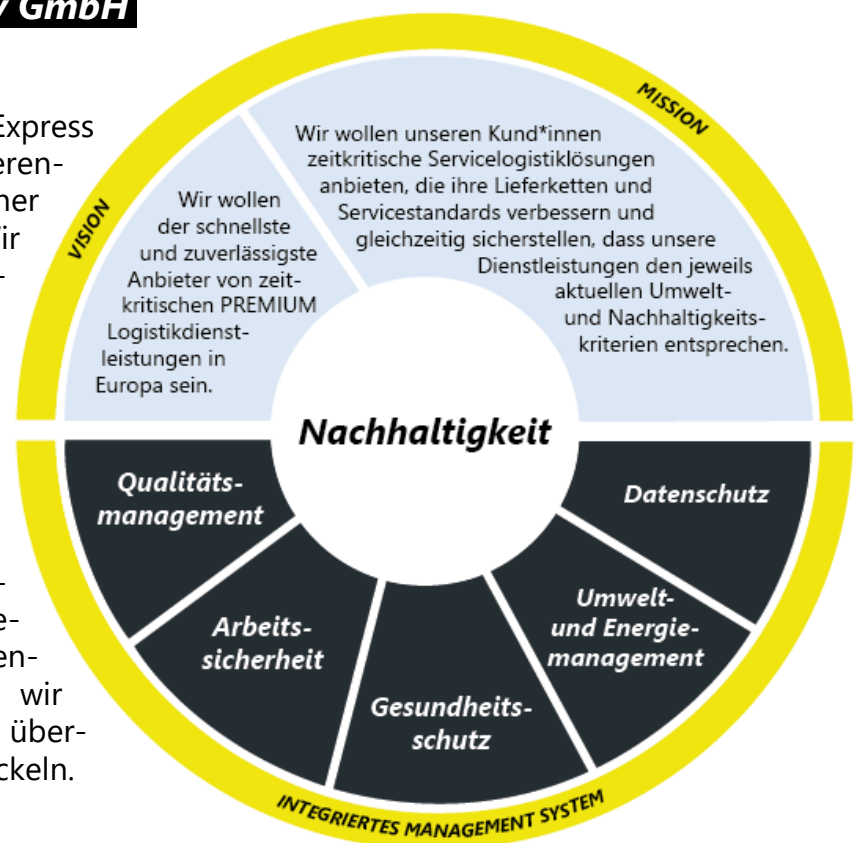 GmbH
Express
eren-
wir
über-
ckeln.
VISION
Wir wollen
der schnellste
und zuverlässigste
Anbieter von zeit-
kritischen PREMIUM
Logistikdienst-
leistungen in
Europa sein.
MISSION
Wir wollen unseren Kund*innen
zeitkritische Servicelogistiklösungen
anbieten, die ihre Lieferketten und
Servicestandards verbessern und
gleichzeitig sicherstellen, dass unsere
Dienstleistungen den jeweils
aktuellen Umwelt-
und Nachhaltigkeits-
kriterien entsprechen.
Nachhaltigkeit
Qualitäts-
management
Arbeits-
sicherheit
Gesundheits-
schutz
Umwelt-
und Energie-
management
Datenschutz
INTEGRIERTES MANAGEMENT SYSTEM